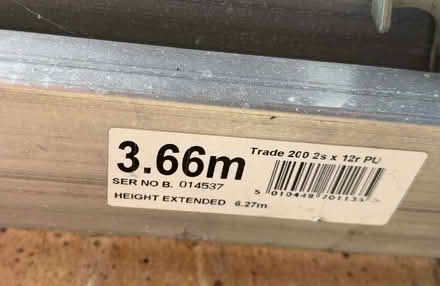 3.66m
Trade 200 2s x 12r PU
SER NO B. 014537
HEIGHT EXTENDED 6.27m